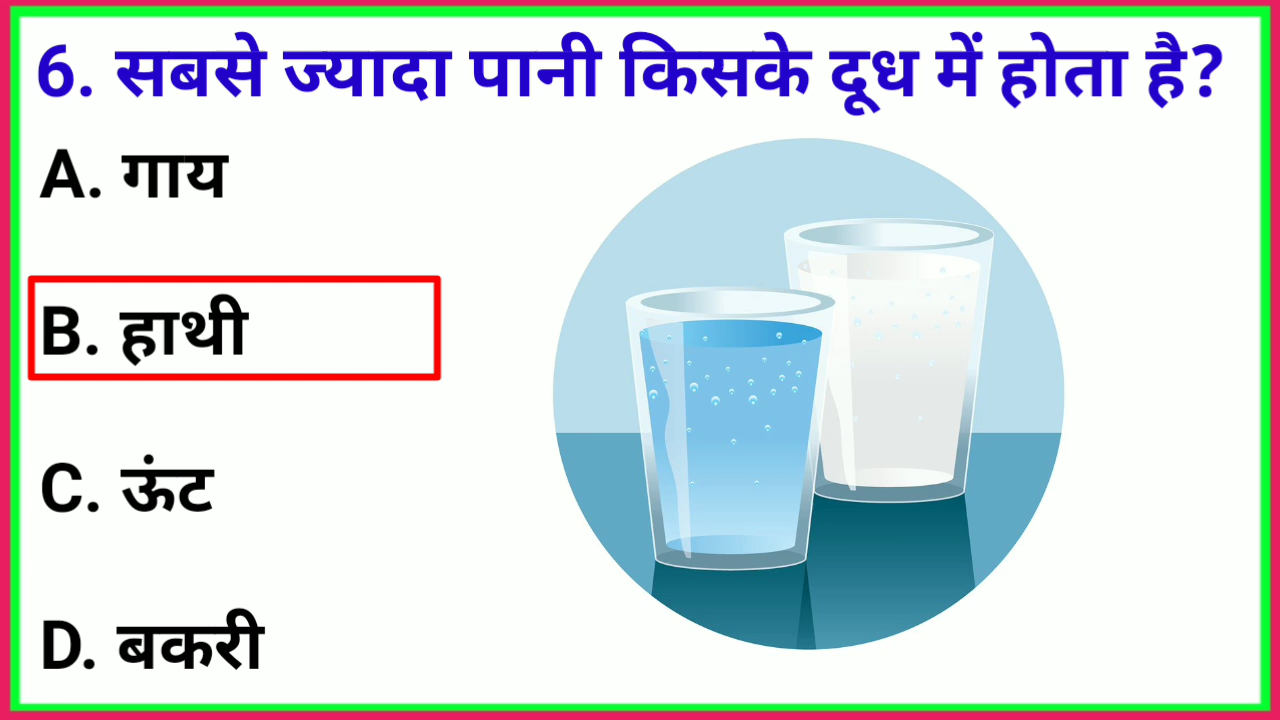 6. सबसे ज्यादा पानी किसके दूध में होता है?
A. गाय
B. हाथी
C. ऊंट
D. बकरी